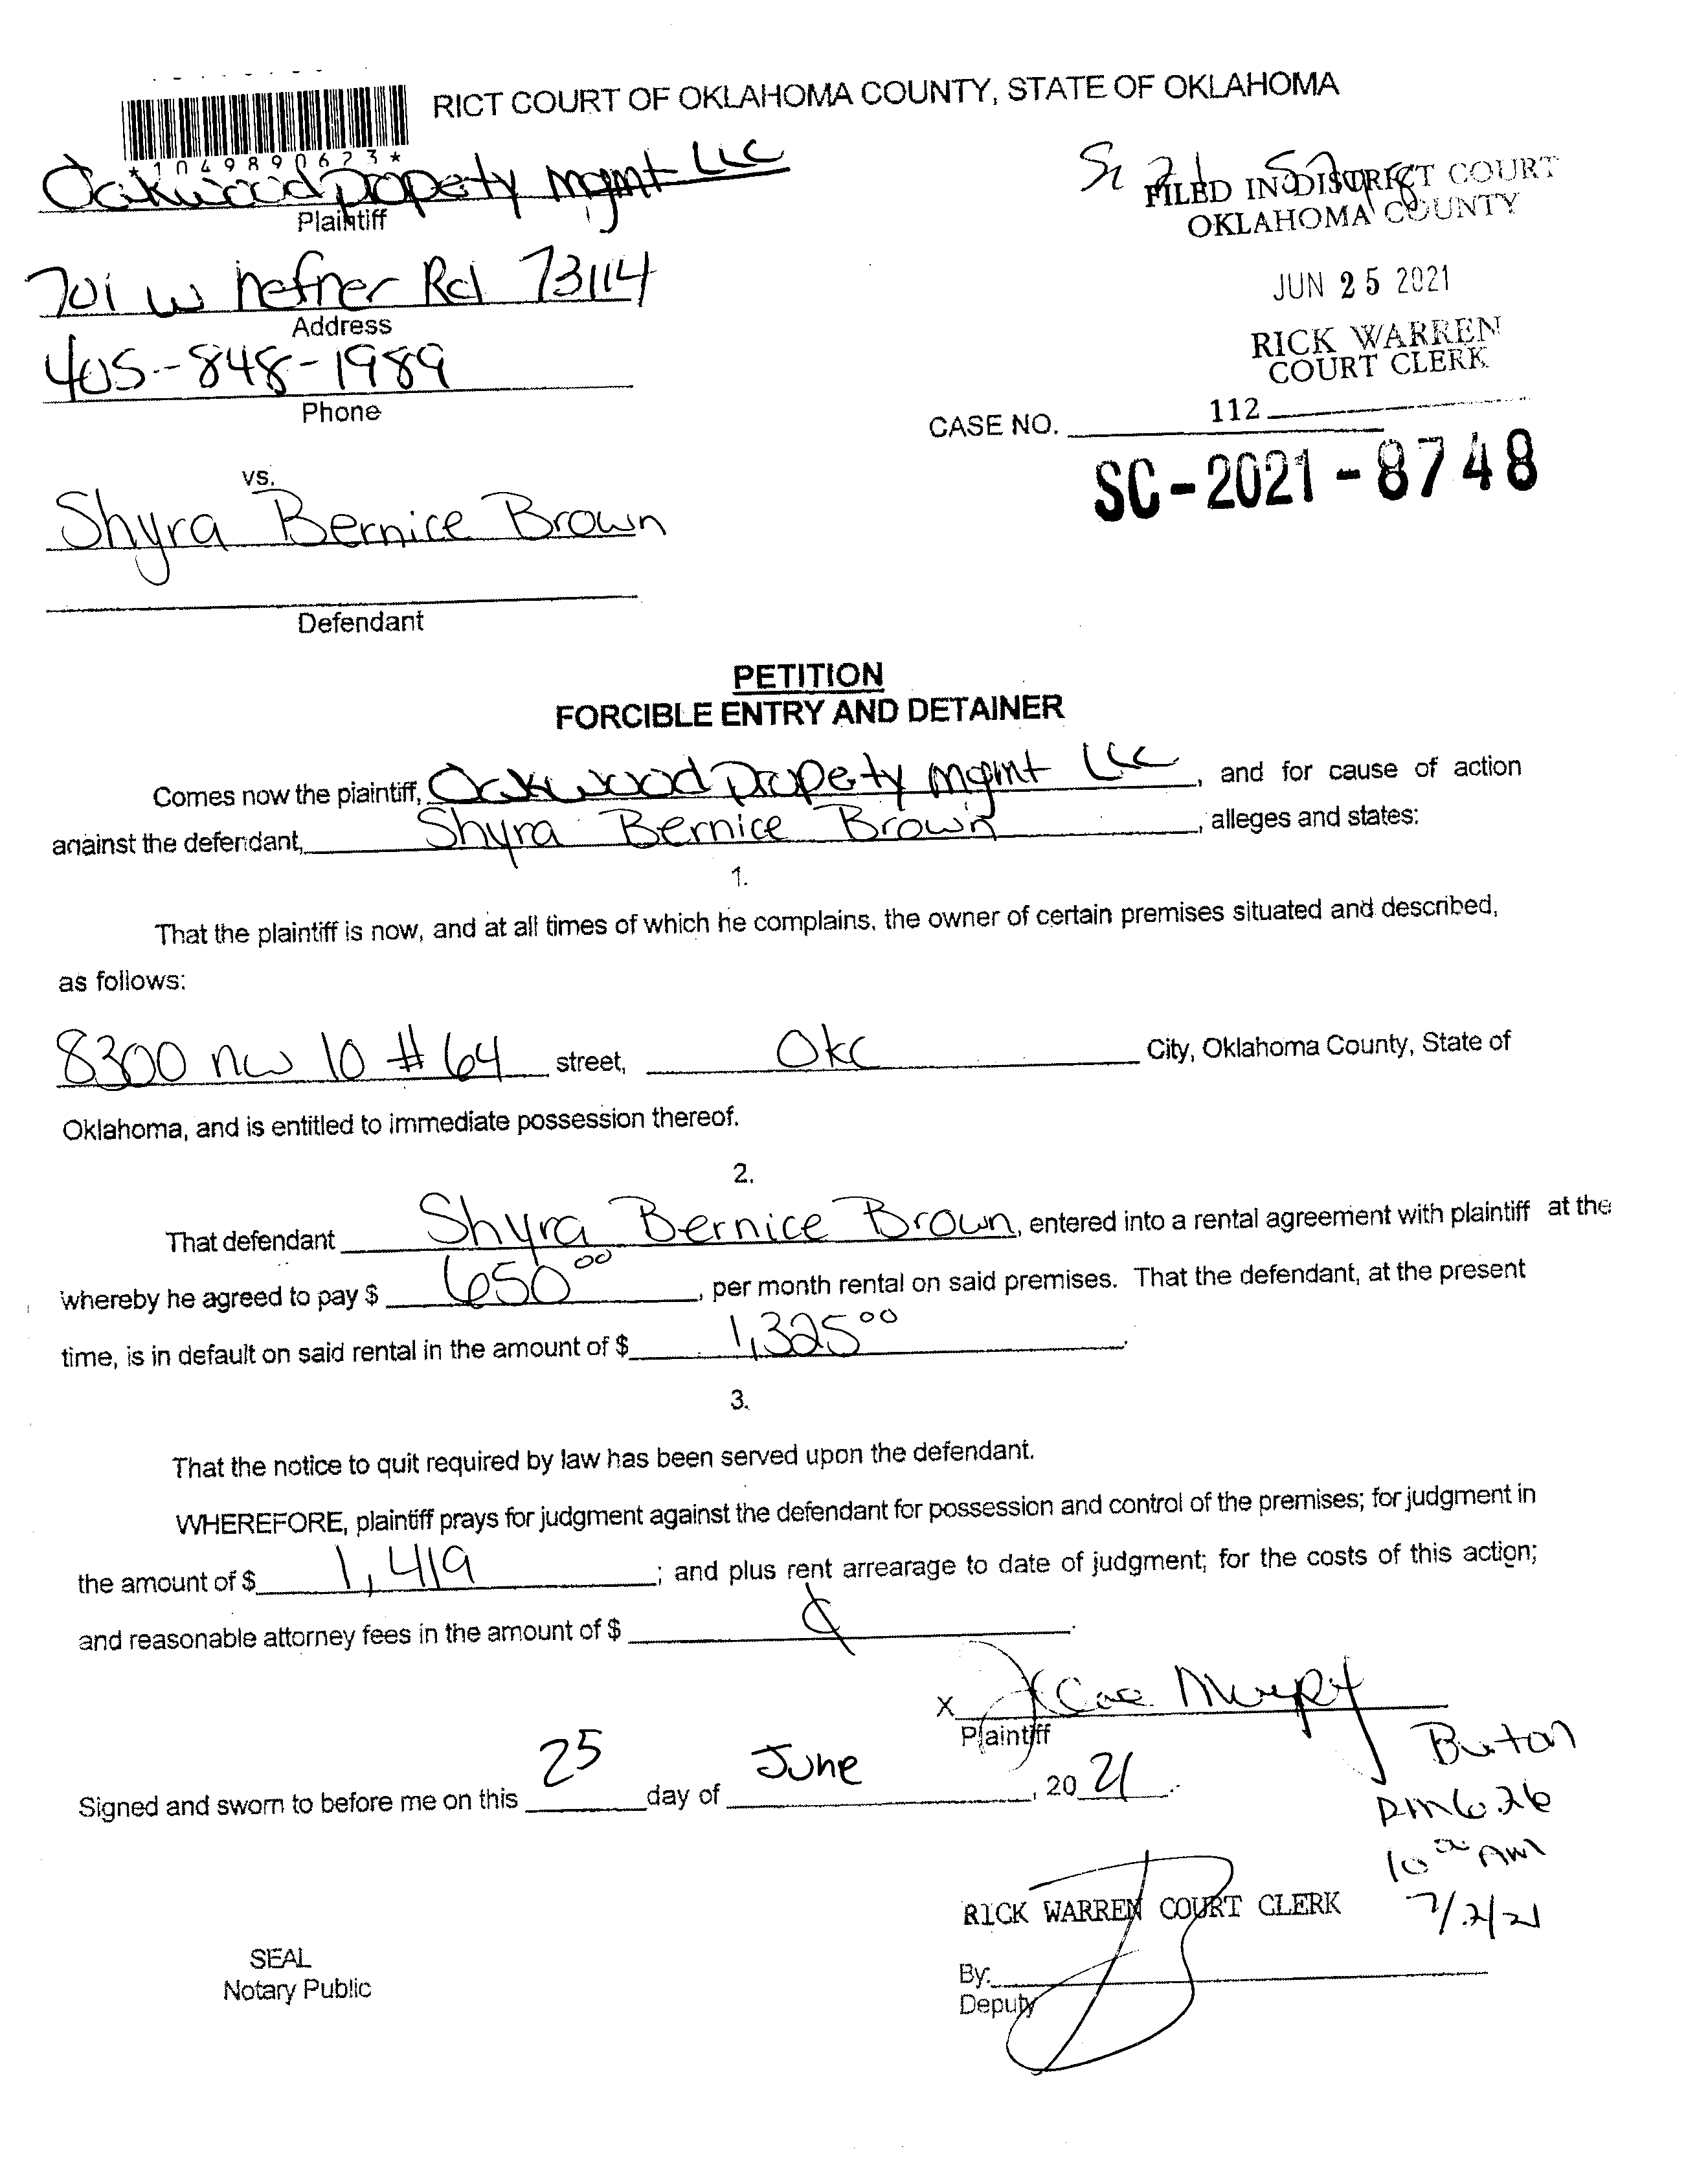 RICT COURT OF OKLAHOMA COUNTY, STATE OF OKLAHOMA
*1049890673*
Oakwood Propety mgmt LLC
Plaintiff
FILED IN DISTRICT COURT
OKLAHOMA COUNTY
701 w hefner Rd 73114
Address
JUN 25 2021
405-848-1989
Phone
RICK WARREN
COURT CLERK
CASE NO. 112
SC-2021-8748
vs.
Shyra Bernice Brown
Defendant
PETITION
FORCIBLE ENTRY AND DETAINER
Comes now the plaintiff, Oakwood Propety mgmt LLC, and for cause of action
against the defendant, Shyra Bernice Brown, alleges and states:
1.
That the plaintiff is now, and at all times of which he complains, the owner of certain premises situated and described,
as follows:
8300 nw 10 # 64 street, OKC City, Oklahoma County, State of
Oklahoma, and is entitled to immediate possession thereof.
2.
That defendant Shyra Bernice Brown, entered into a rental agreement with plaintiff at the
whereby he agreed to pay $ 650 00, per month rental on said premises. That the defendant, at the present
time, is in default on said rental in the amount of $ 1,325 00.
3.
That the notice to quit required by law has been served upon the defendant.
WHEREFORE, plaintiff prays for judgment against the defendant for possession and control of the premises; for judgment in
the amount of $ 1,419; and plus rent arrearage to date of judgment; for the costs of this action;
and reasonable attorney fees in the amount of $
X
Plaintiff
Signed and sworn to before me on this 25 day of June, 20 21.
10 00 AM
7/2/21
RICK WARREN COURT CLERK
SEAL
Notary Public
By:
Deputy